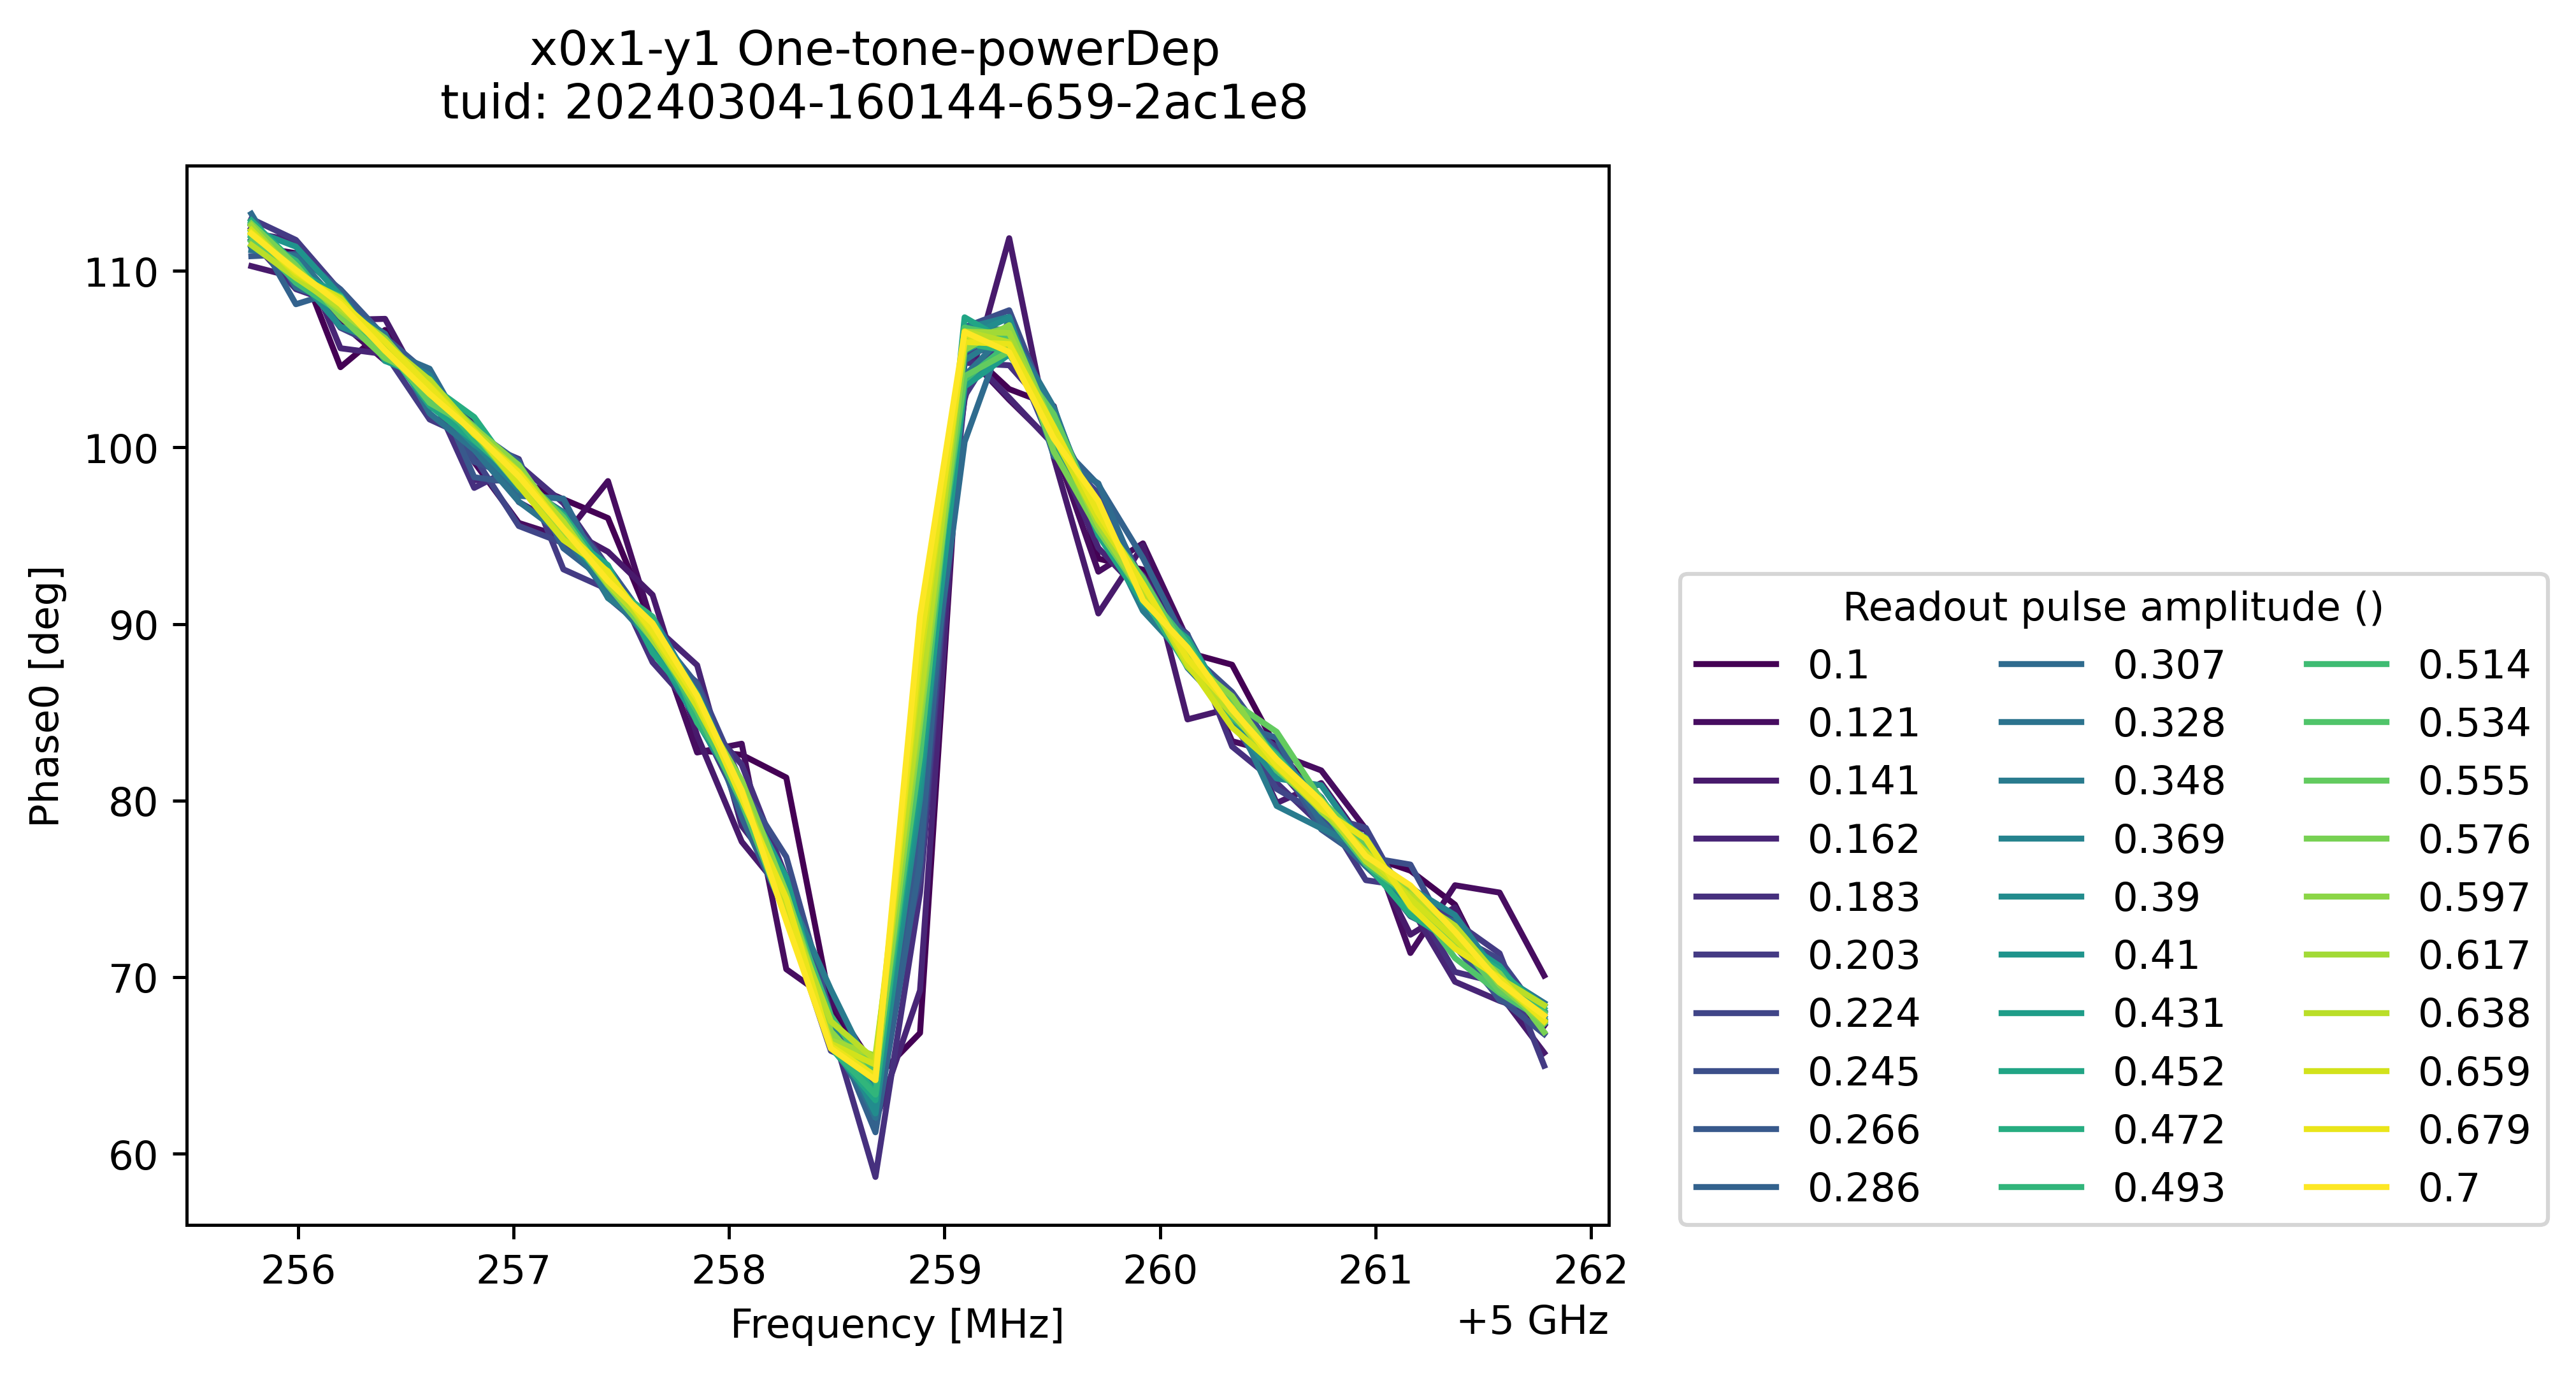 x0x1-y1 One-tone-powerDep
tuid: 20240304-160144-659-2ac1e8
Phase0 [deg]
110
100
90
80
70
60
256 257 258 259 260 261 262
Frequency [MHz]
+5 GHz
Readout pulse amplitude ()
0.1 0.307 0.514
0.121 0.328 0.534
0.141 0.348 0.555
0.162 0.369 0.576
0.183 0.39 0.597
0.203 0.41 0.617
0.224 0.431 0.638
0.245 0.452 0.659
0.266 0.472 0.679
0.286 0.493 0.7